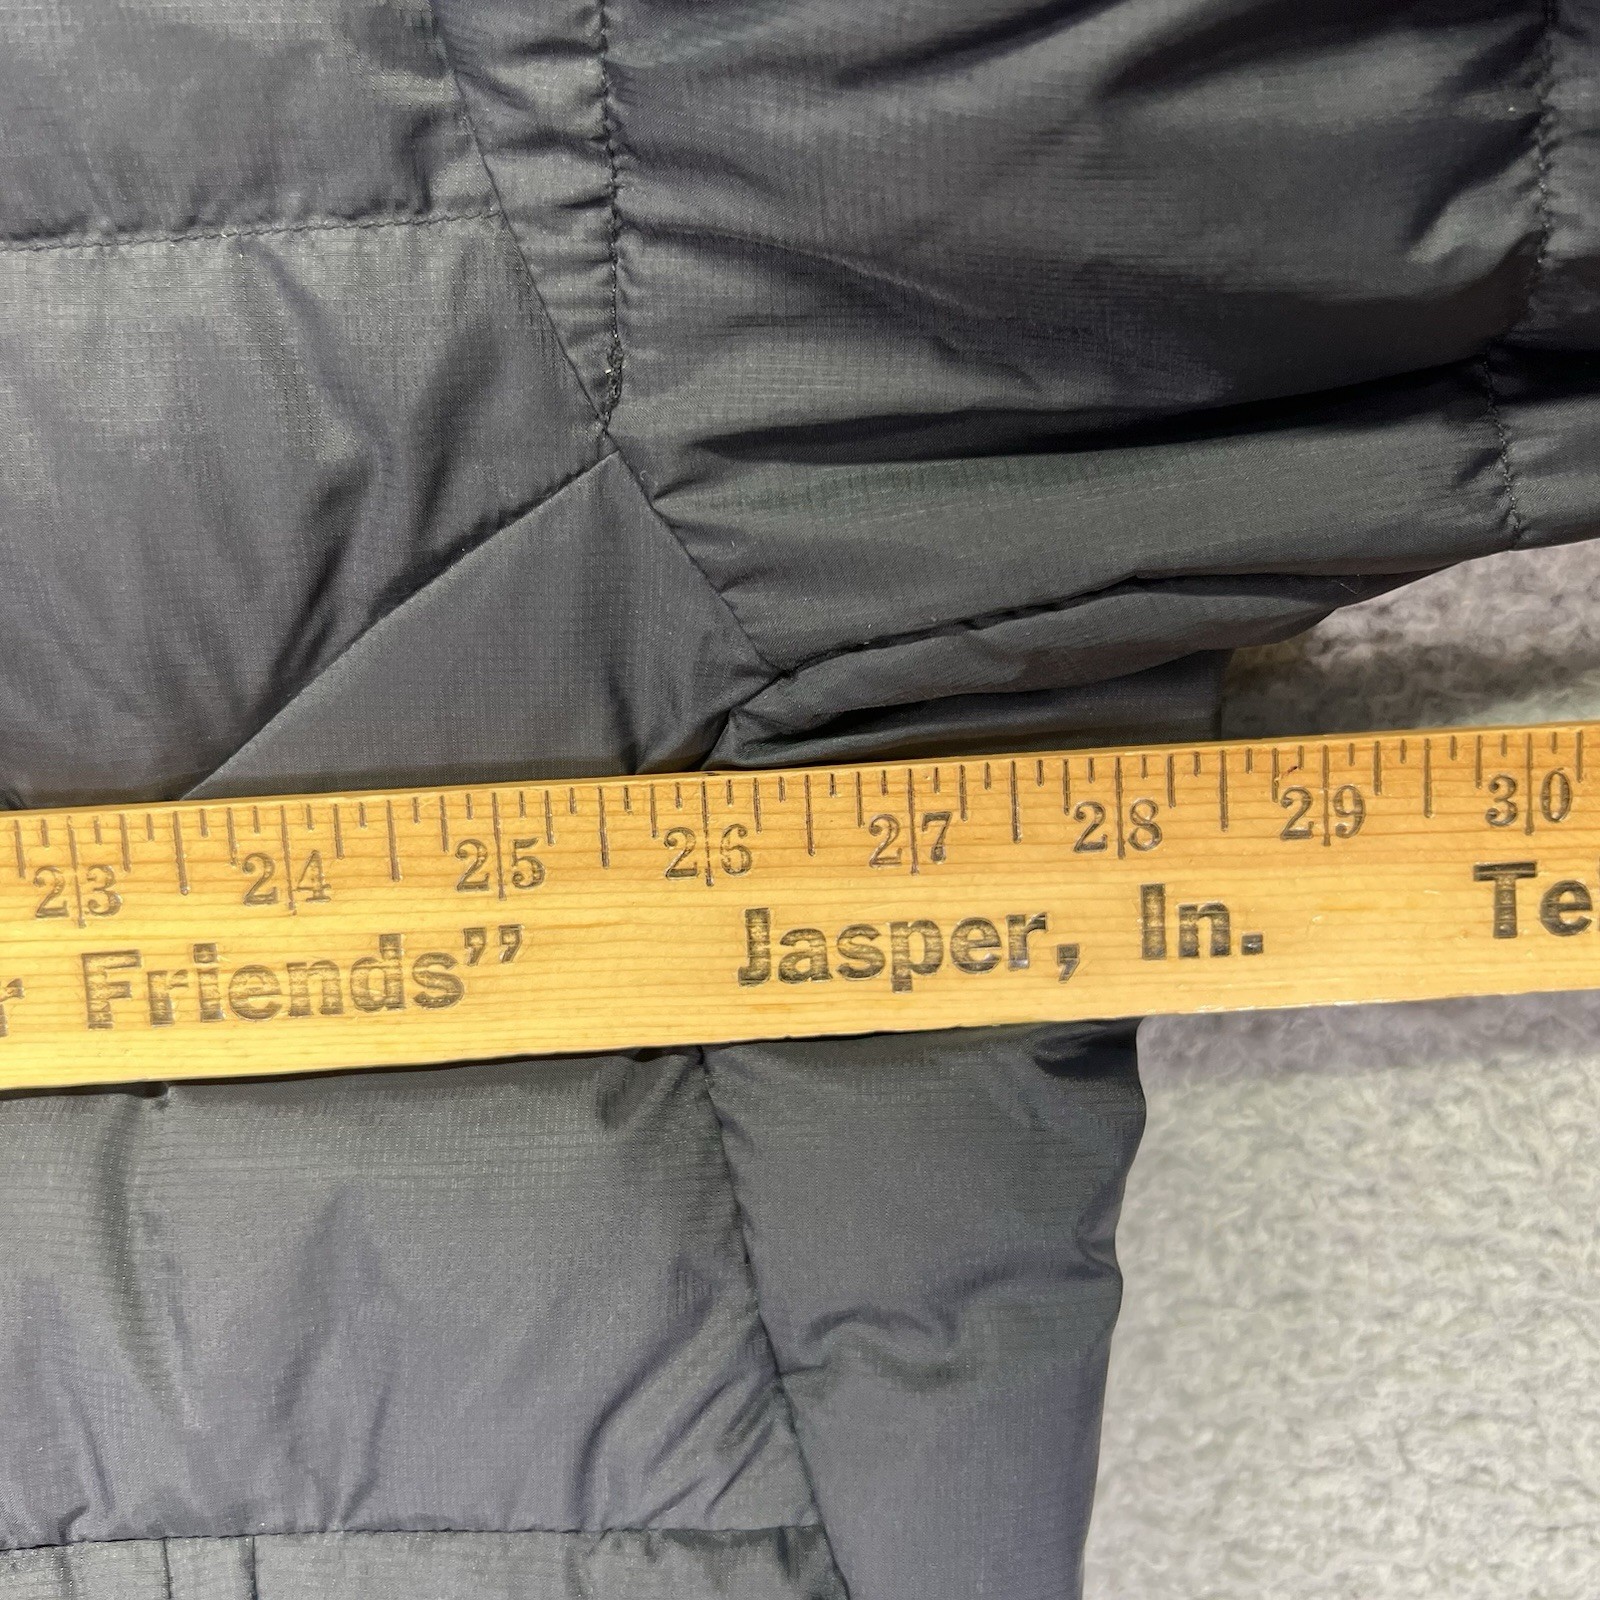 23 24 25 26 27 28 29 30
Friends” Jasper, In.